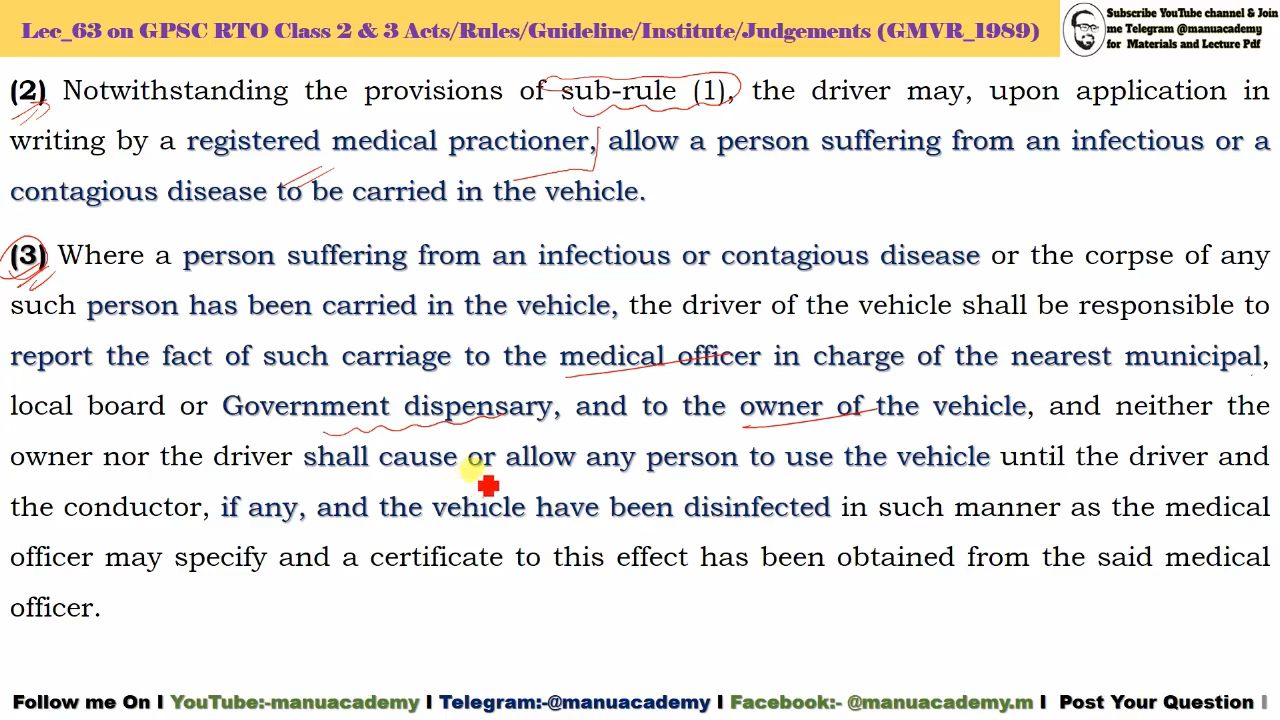 Lec_63 on GPSC RTO Class 2 & 3 Acts/Rules/Guideline/Institute/Judgements (GMVR_1989)
Subscribe YouTube channel & Join
me Telegram @manuacademy
for Materials and Lecture Pdf
(2) Notwithstanding the provisions of sub-rule (1), the driver may, upon application in
writing by a registered medical practioner, allow a person suffering from an infectious or a
contagious disease to be carried in the vehicle.
(3) Where a person suffering from an infectious or contagious disease or the corpse of any
such person has been carried in the vehicle, the driver of the vehicle shall be responsible to
report the fact of such carriage to the medical officer in charge of the nearest municipal,
local board or Government dispensary, and to the owner of the vehicle, and neither the
owner nor the driver shall cause or allow any person to use the vehicle until the driver and
the conductor, if any, and the vehicle have been disinfected in such manner as the medical
officer may specify and a certificate to this effect has been obtained from the said medical
officer.
Follow me On I YouTube:-manuacademy I Telegram:-@manuacademy I Facebook:- @manuacademy.m I Post Your Question I